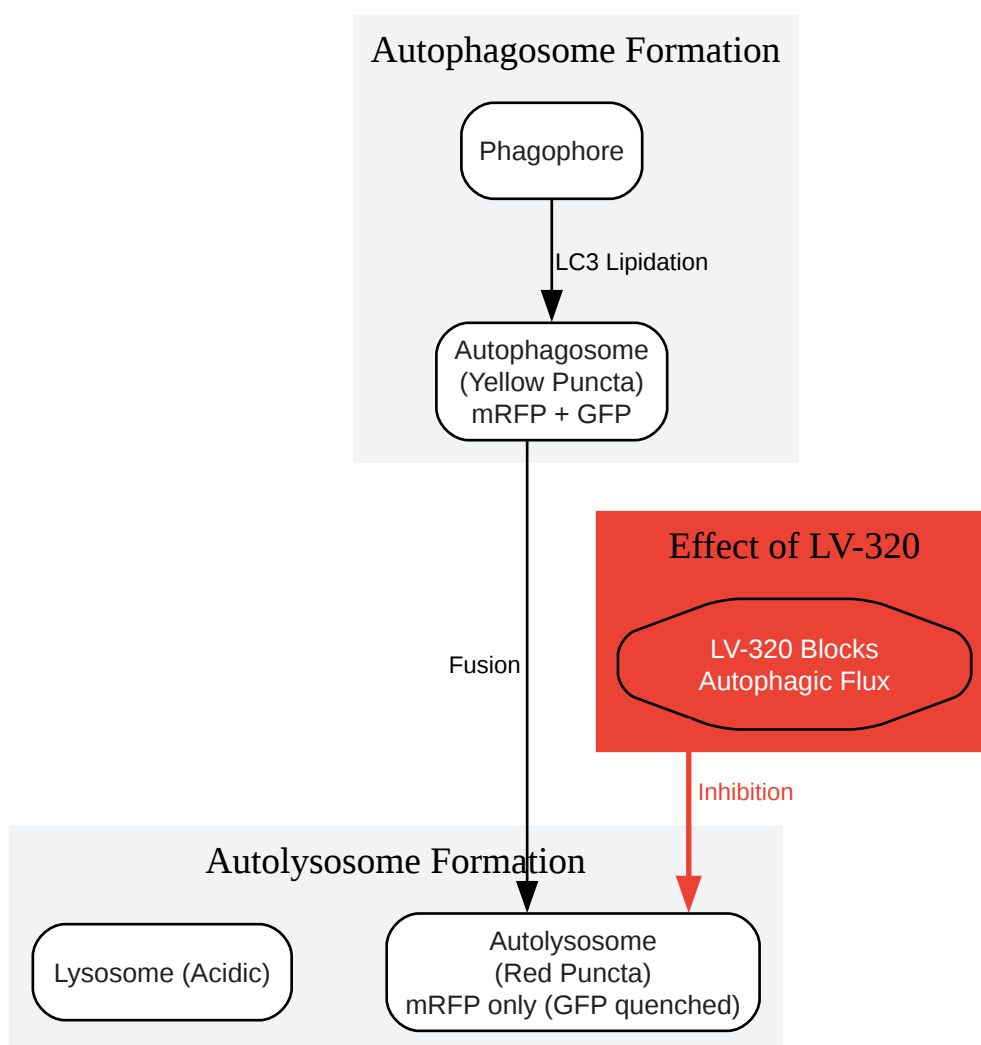 Autophagosome Formation
Phagophore
LC3 Lipidation
Autophagosome
(Yellow Puncta)
mRFP + GFP
Effect of LV-320
LV-320 Blocks
Autophagic Flux
Fusion
Inhibition
Autolysosome Formation
Lysosome (Acidic)
Autolysosome
(Red Puncta)
mRFP only (GFP quenched)